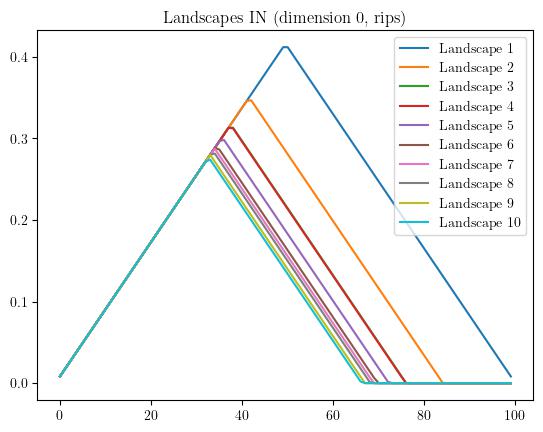 Landscapes IN (dimension 0, rips)
0.4
0.3
0.2
0.1
0.0
0 20 40 60 80 100
Landscape 1
Landscape 2
Landscape 3
Landscape 4
Landscape 5
Landscape 6
Landscape 7
Landscape 8
Landscape 9
Landscape 10